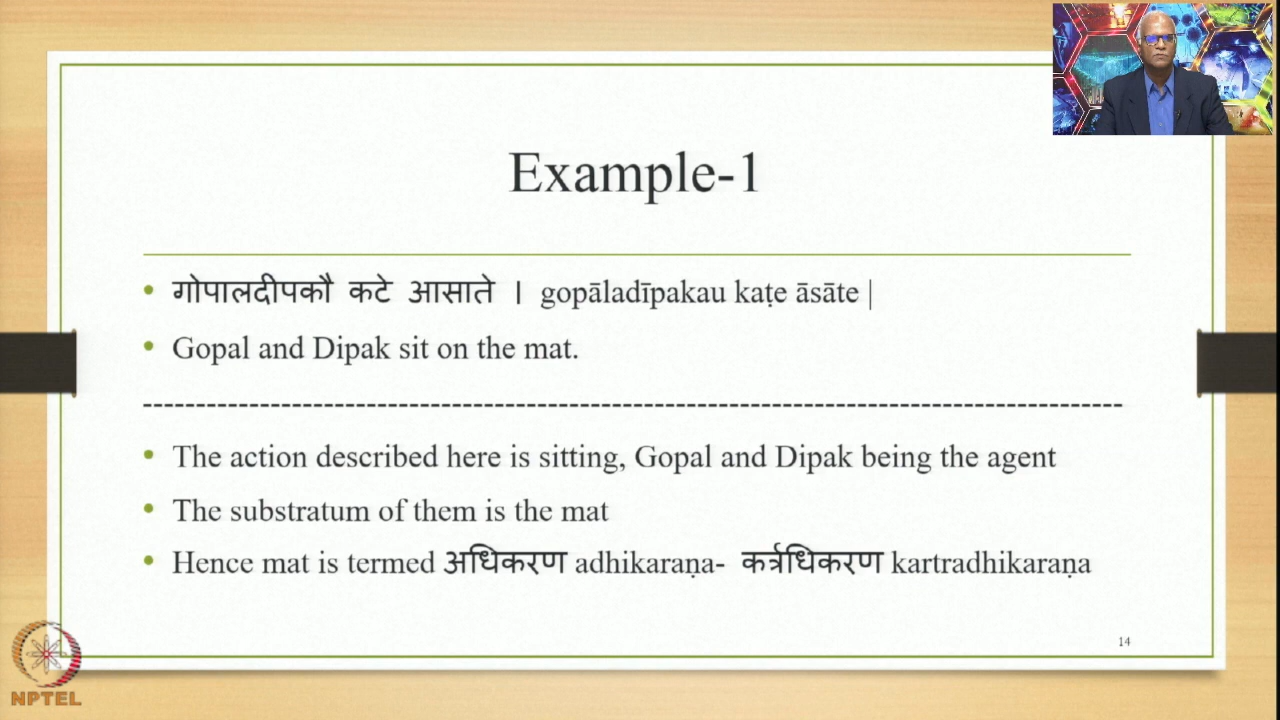 Example-1
• गोपालदीपकौ कटे आसाते । gopāladīpakau kaṭe āsāte |
• Gopal and Dipak sit on the mat.
--------------------------------------------------------------------------------------------
• The action described here is sitting, Gopal and Dipak being the agent
• The substratum of them is the mat
• Hence mat is termed अधिकरण adhikaraṇa- कर्त्रधिकरण kartradhikaraṇa
14
NPTEL